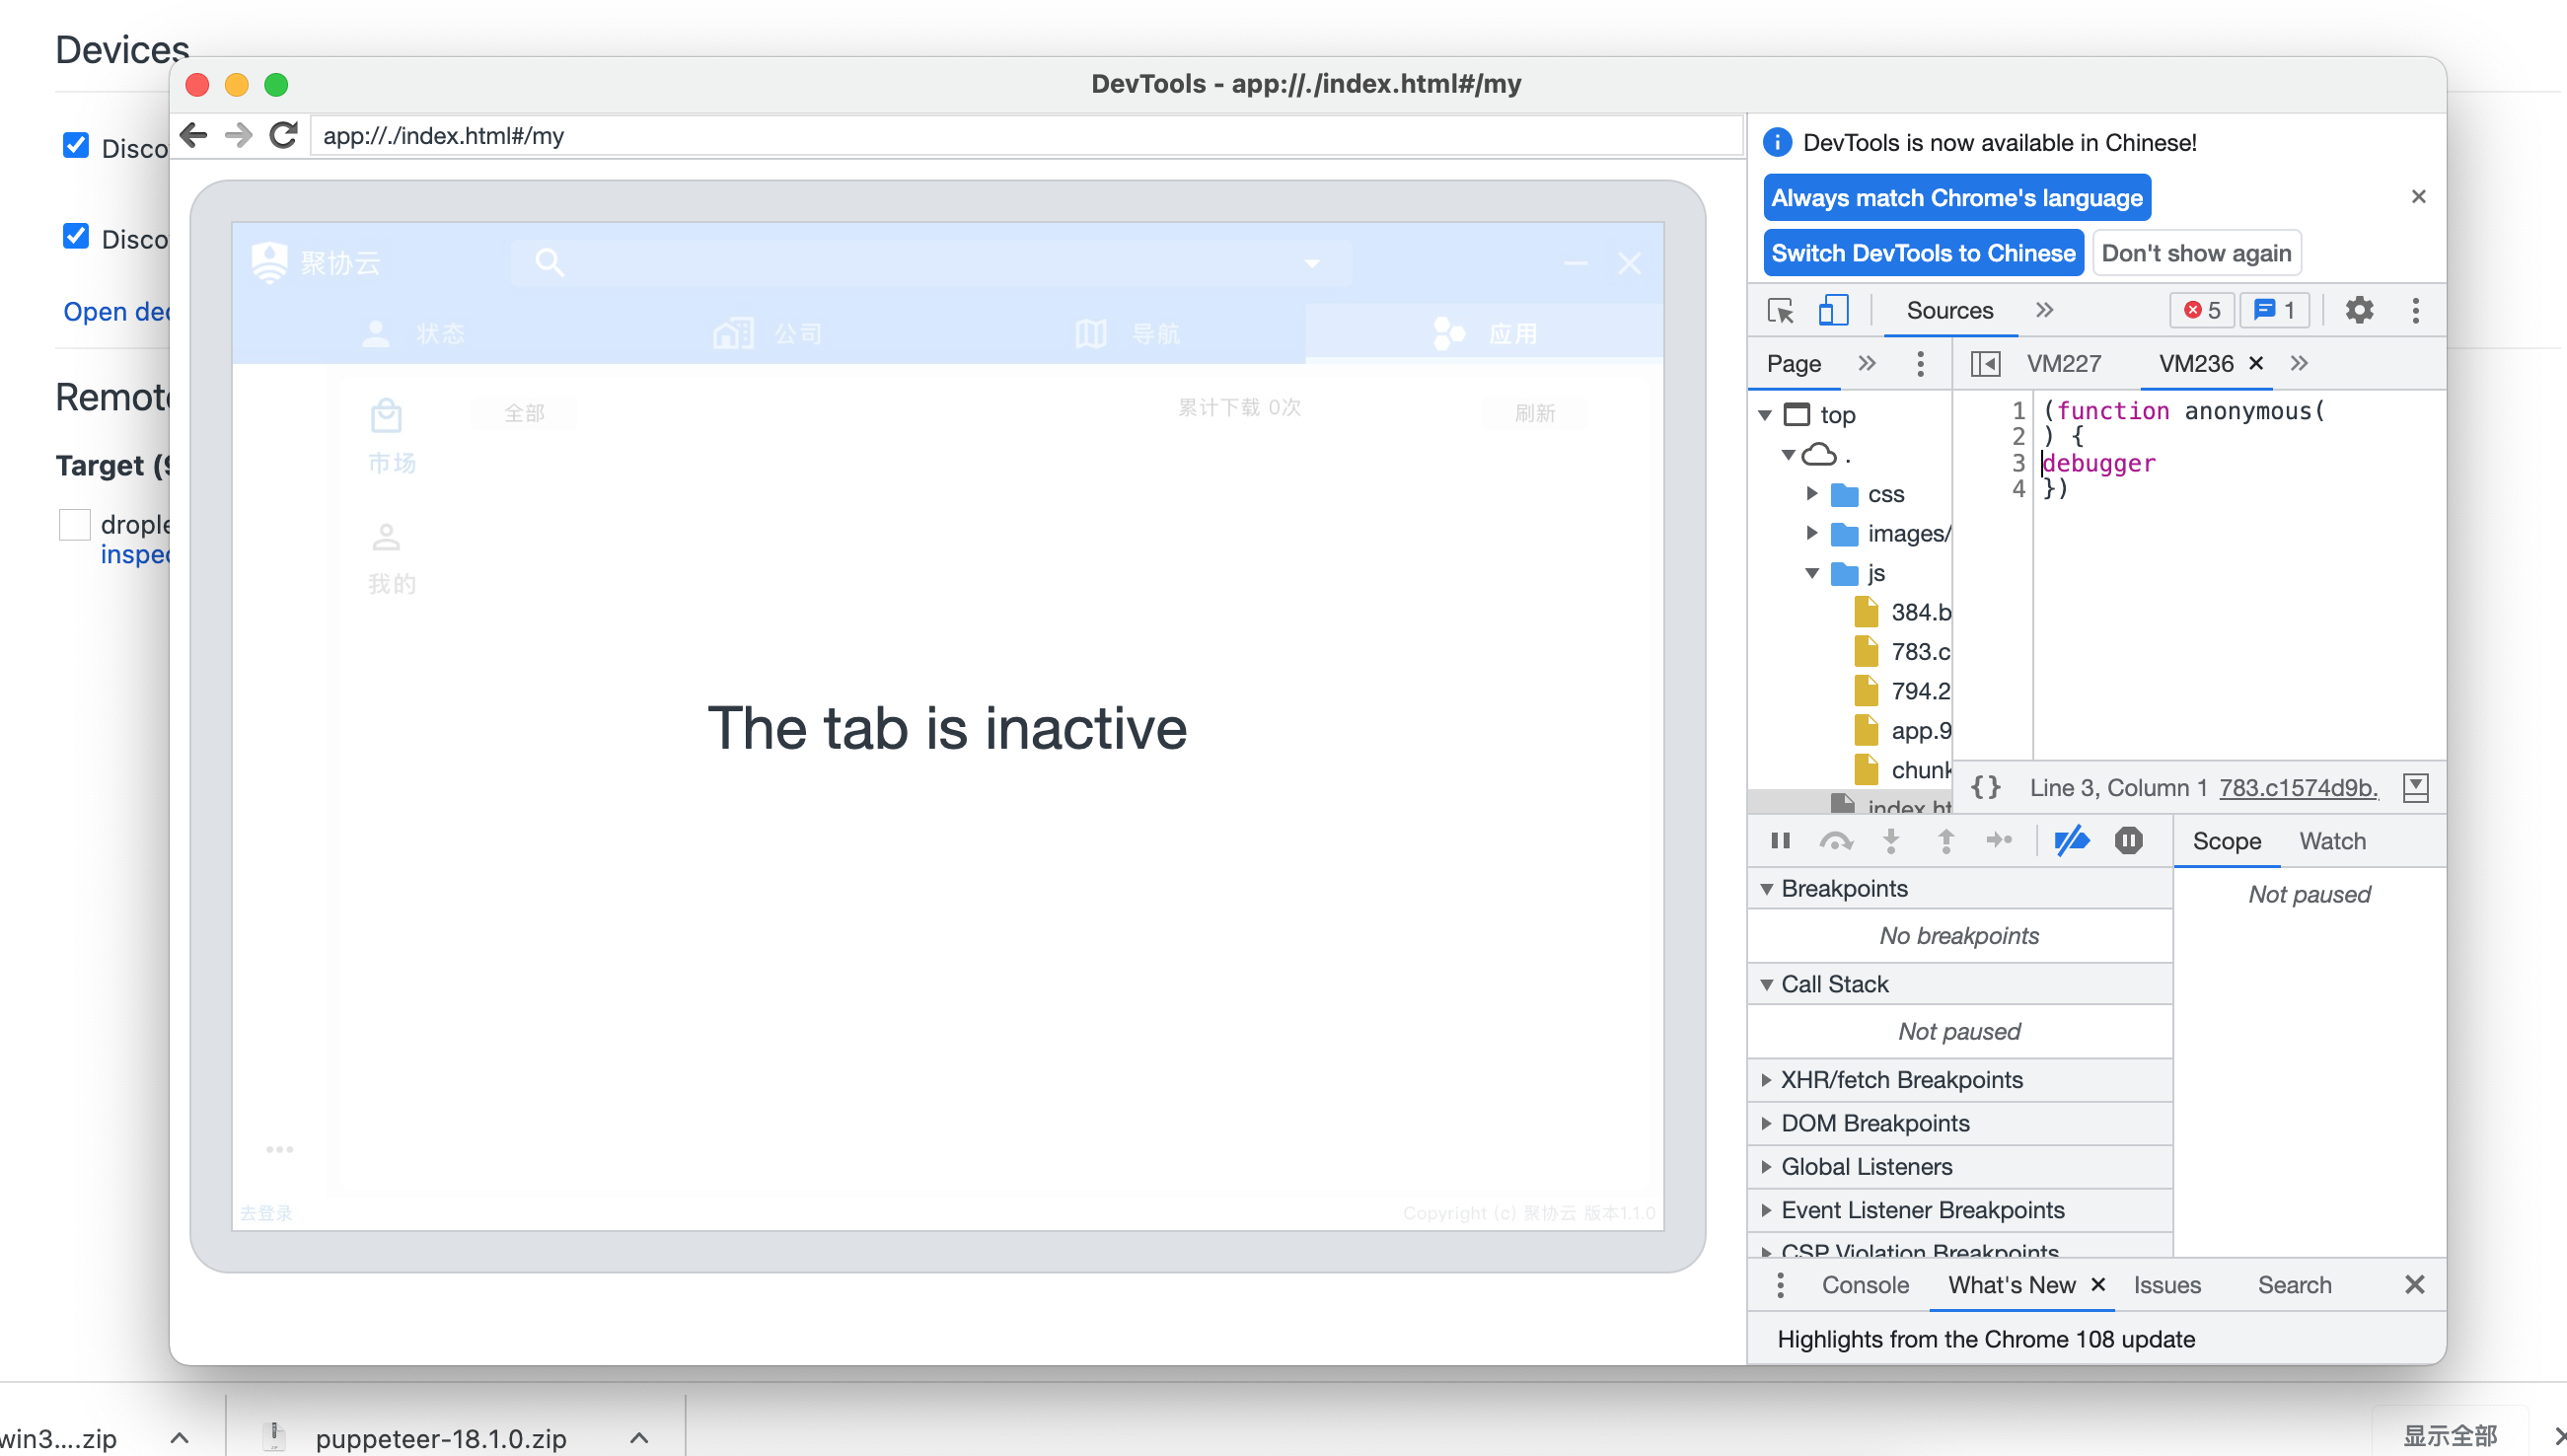 Devices
Disco
Disco
Open de
Remot
Target (9
drople
inspec
DevTools - app://./index.html#/my
app://./index.html#/my
聚协云
状态
公司
导航
应用
市场
全部
累计下载 0次
刷新
我的
The tab is inactive
去登录
Copyright (c) 聚协云 版本1.1.0
DevTools is now available in Chinese!
Always match Chrome's language
Switch DevTools to Chinese
Don't show again
Sources
5
1
Page
VM227
VM236
top
.
css
images/
js
384.b
783.c
794.2
app.9
chunk
index.ht
1 (function anonymous(
2 ) {
3 debugger
4 })
{} Line 3, Column 1 783.c1574d9b.
Scope
Watch
Not paused
Breakpoints
No breakpoints
Call Stack
Not paused
XHR/fetch Breakpoints
DOM Breakpoints
Global Listeners
Event Listener Breakpoints
CSP Violation Breakpoints
Console
What's New
Issues
Search
Highlights from the Chrome 108 update
win3....zip
puppeteer-18.1.0.zip
显示全部